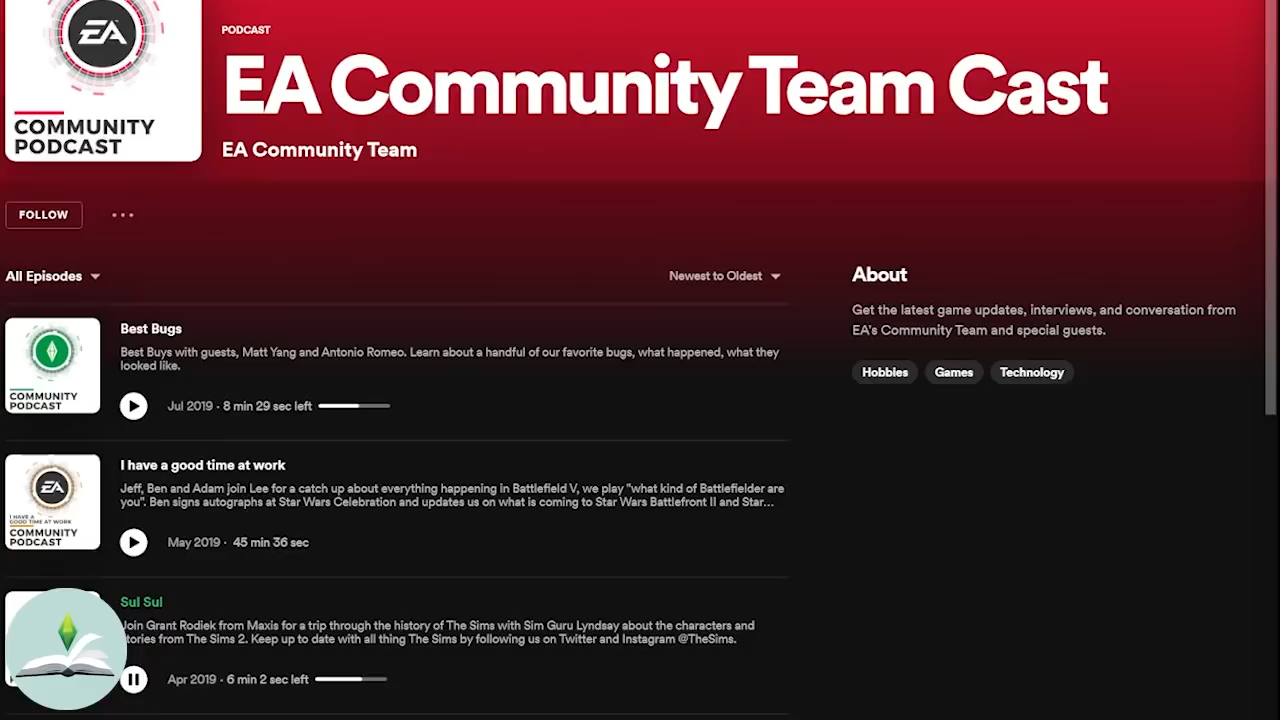 EA
COMMUNITY
PODCAST
PODCAST
EA Community Team Cast
EA Community Team
FOLLOW
All Episodes
Newest to Oldest
Best Bugs
Best Buys with guests, Matt Yang and Antonio Romeo. Learn about a handful of our favorite bugs, what happened, what they
looked like.
COMMUNITY
PODCAST
Jul 2019 · 8 min 29 sec left
I have a good time at work
Jeff, Ben and Adam join Lee for a catch up about everything happening in Battlefield V, we play "what kind of Battlefielder are
you". Ben signs autographs at Star Wars Celebration and updates us on what is coming to Star Wars Battlefront II and Star...
EA
I HAVE A
GOOD TIME AT WORK
COMMUNITY
PODCAST
May 2019 · 45 min 36 sec
Sul Sul
Join Grant Rodiek from Maxis for a trip through the history of The Sims with Sim Guru Lyndsay about the characters and
stories from The Sims 2. Keep up to date with all thing The Sims by following us on Twitter and Instagram @TheSims.
Apr 2019 · 6 min 2 sec left
About
Get the latest game updates, interviews, and conversation from
EA's Community Team and special guests.
Hobbies Games Technology